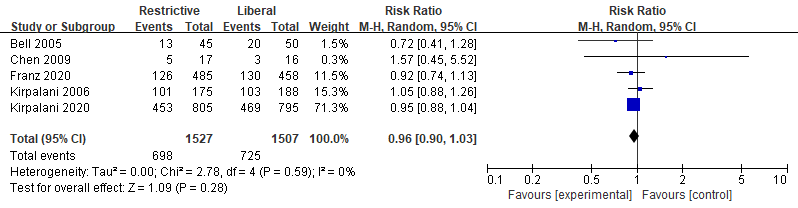 Restrictive Liberal Risk Ratio Risk Ratio
Study or Subgroup Events Total Events Total Weight M-H, Random, 95% CI M-H, Random, 95% CI
Bell 2005 13 45 20 50 1.5% 0.72 [0.41, 1.28]
Chen 2009 5 17 3 16 0.3% 1.57 [0.45, 5.52]
Franz 2020 126 485 130 458 11.5% 0.92 [0.74, 1.13]
Kirpalani 2006 101 175 103 188 15.3% 1.05 [0.88, 1.26]
Kirpalani 2020 453 805 469 795 71.3% 0.95 [0.88, 1.04]
Total (95% CI) 1527 1507 100.0% 0.96 [0.90, 1.03]
Total events 698 725
Heterogeneity: Tau² = 0.00; Chi² = 2.78, df = 4 (P = 0.59); I² = 0%
Test for overall effect: Z = 1.09 (P = 0.28)
0.1 0.2 0.5 1 2 5 10
Favours [experimental] Favours [control]